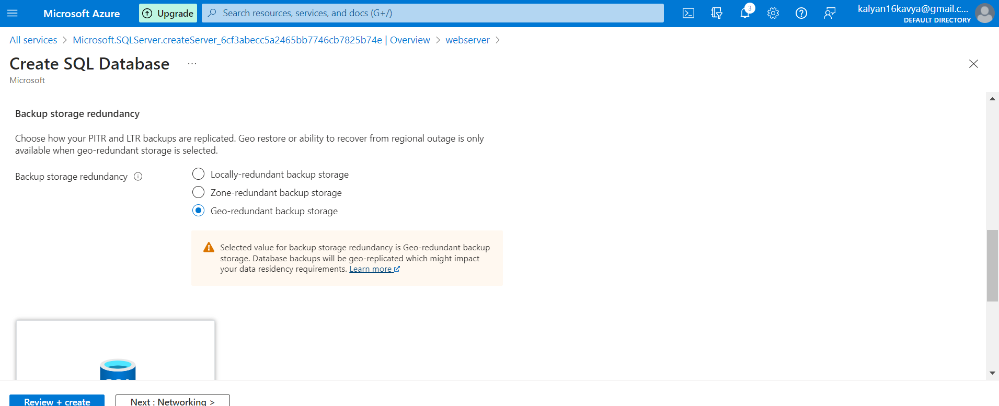 Microsoft Azure
Upgrade
Search resources, services, and docs (G+/)
3
kalyan16kavya@gmail.c...
DEFAULT DIRECTORY
All services > Microsoft.SQLServer.createServer_6cf3abecc5a2465bb7746cb7825b74e | Overview > webserver >
Create SQL Database ...
Microsoft
Backup storage redundancy
Choose how your PITR and LTR backups are replicated. Geo restore or ability to recover from regional outage is only
available when geo-redundant storage is selected.
Backup storage redundancy
Locally-redundant backup storage
Zone-redundant backup storage
Geo-redundant backup storage
Selected value for backup storage redundancy is Geo-redundant backup
storage. Database backups will be geo-replicated which might impact
your data residency requirements. Learn more
Review + create
Next : Networking >